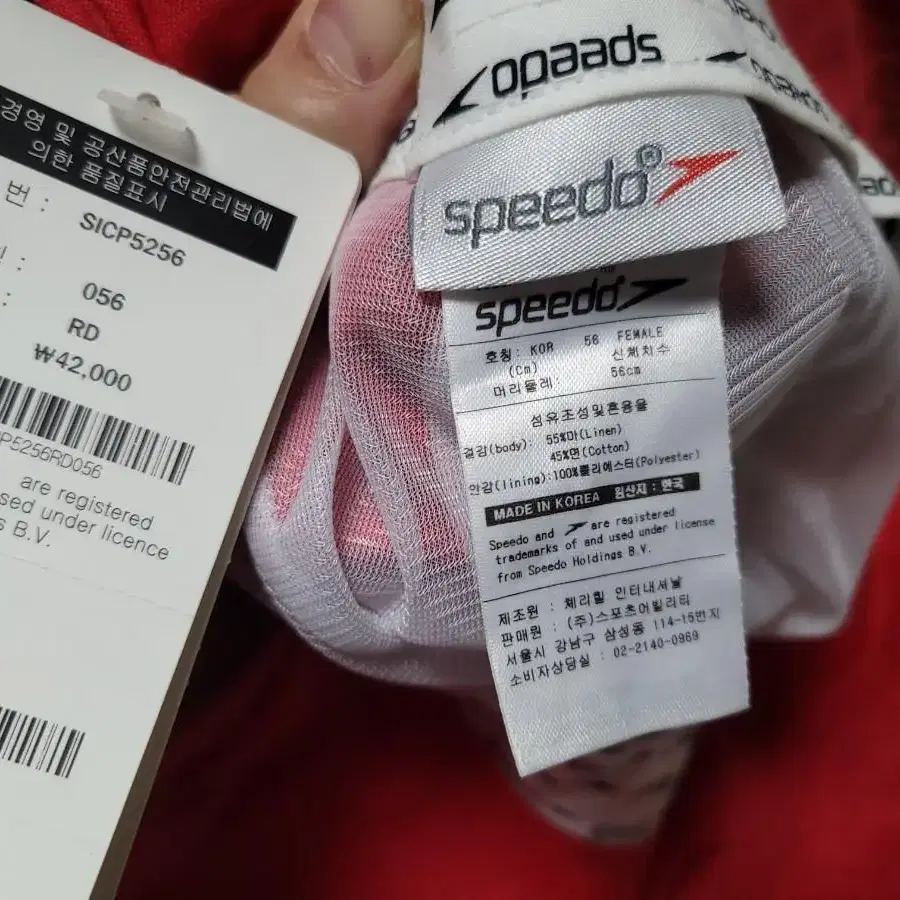 경영 및 공산품안전관리법에
의한 품질표시
번 : SICP5256
: 056
: RD
₩42,000
P5256RD056
are registered
used under licence
s B.V.
speedo
speedo®
speedo
호칭: KOR 56 FEMALE
(Cm) 신체치수
머리둘레: 56cm
섬유조성및혼용율
겉감(body): 55%마(Linen)
45%면(Cotton)
안감(lining):100%폴리에스터(Polyester)
MADE IN KOREA 원산지 : 한국
Speedo and are registered
trademarks of and used under license
from Speedo Holdings B.V.
제조원 : 체리힐 인터내셔날
판매원 : (주)스포츠어빌리티
서울시 강남구 삼성동 114-15번지
소비자상담실 : 02-2140-0969